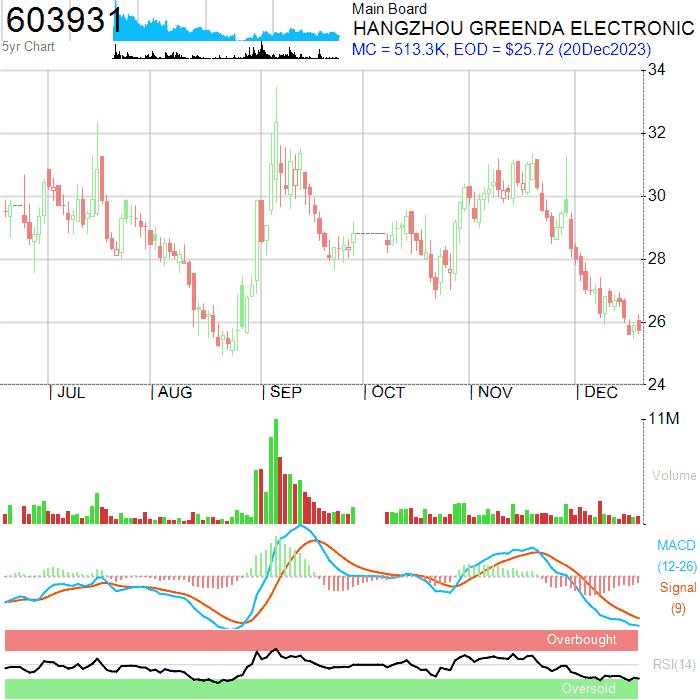 603931
5yr Chart
Main Board
HANGZHOU GREENDA ELECTRONIC
MC = 513.3K, EOD = $25.72 (20Dec2023)
34
32
30
28
26
24
| JUL | AUG | SEP | OCT | NOV | DEC
11M
Volume
MACD
(12-26)
Signal
(9)
Overbought
RSI(14)
Oversold